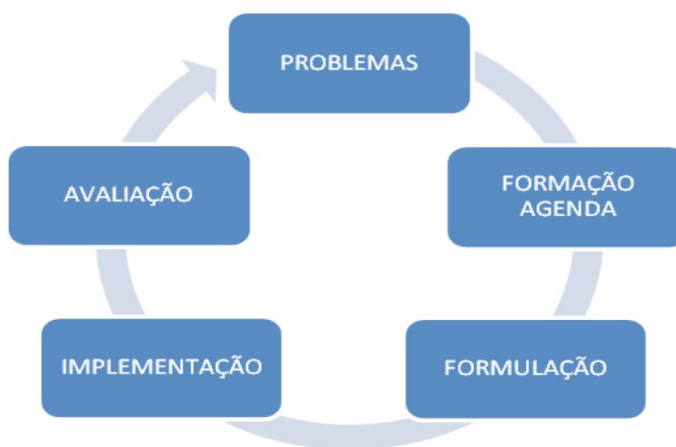 PROBLEMAS
FORMAÇÃO
AGENDA
FORMULAÇÃO
IMPLEMENTAÇÃO
AVALIAÇÃO